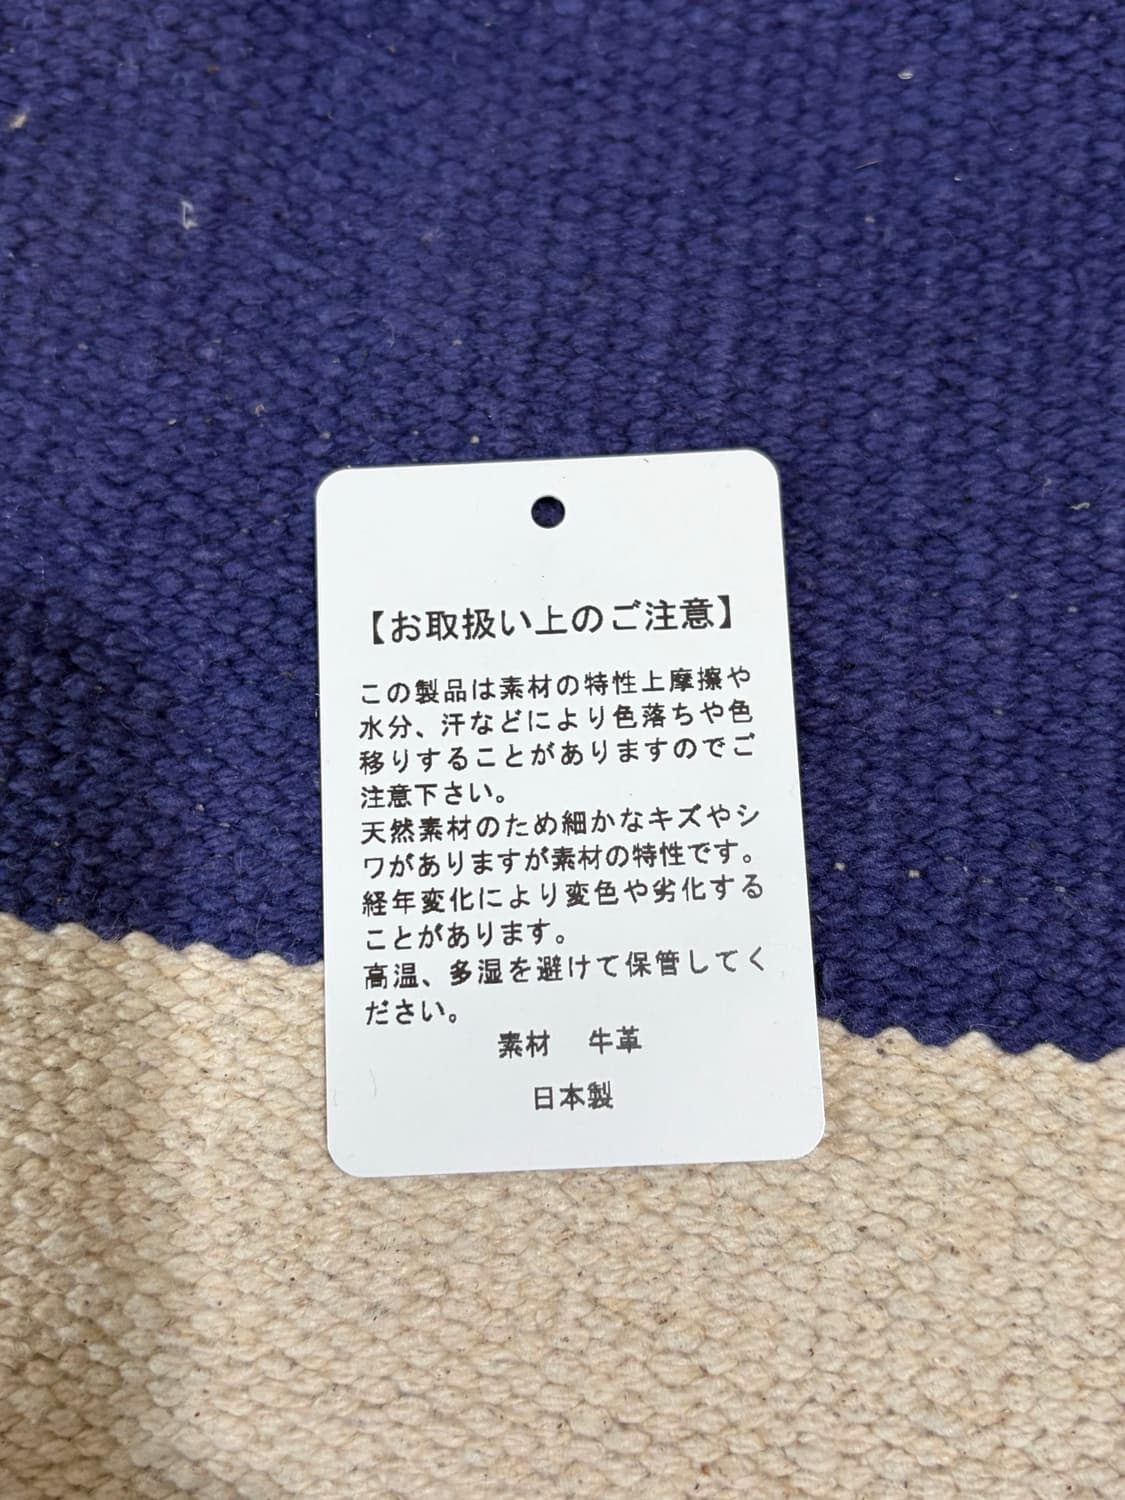 【お取扱い上のご注意】
この製品は素材の特性上摩擦や
水分、汗などにより色落ちや色
移りすることがありますのでご
注意下さい。
天然素材のため細かなキズやシ
ワがありますが素材の特性です。
経年変化により変色や劣化する
ことがあります。
高温、多湿を避けて保管してく
ださい。
素材　牛革
日本製